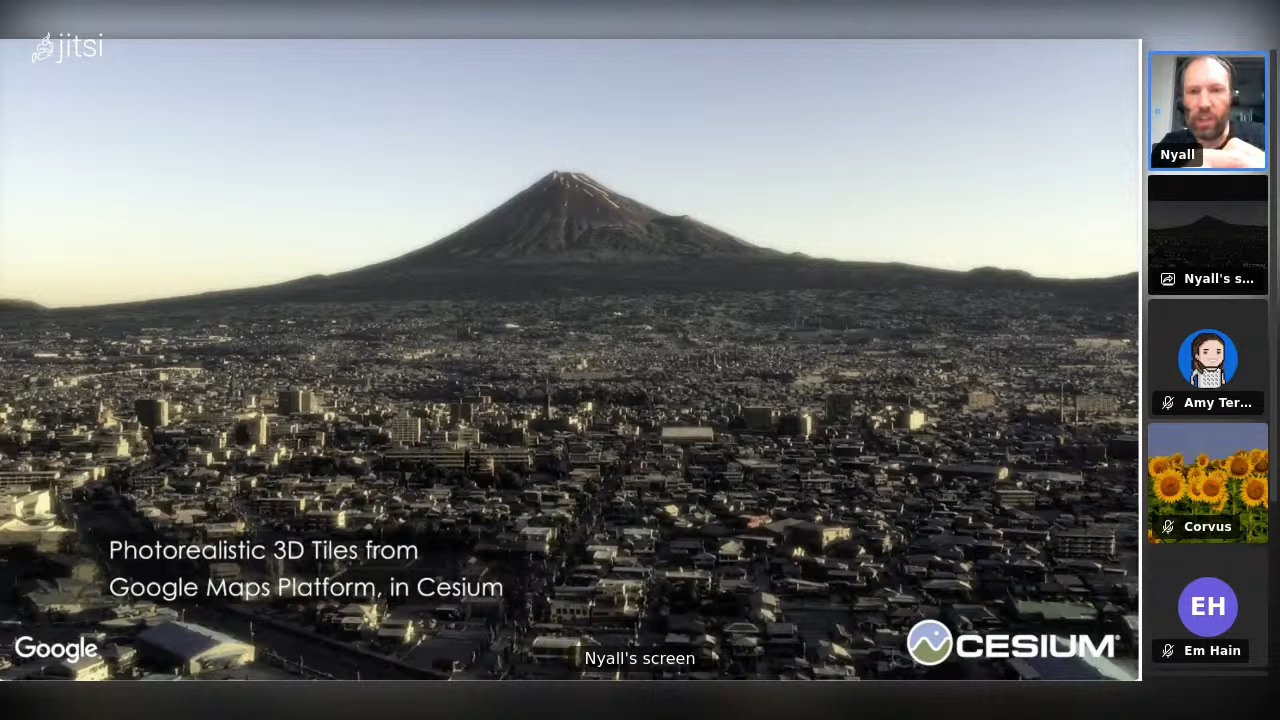 jitsi
Photorealistic 3D Tiles from
Google Maps Platform, in Cesium
Google
CESIUM
Nyall's screen
Nyall
Nyall's s...
Amy Ter...
Corvus
EH
Em Hain